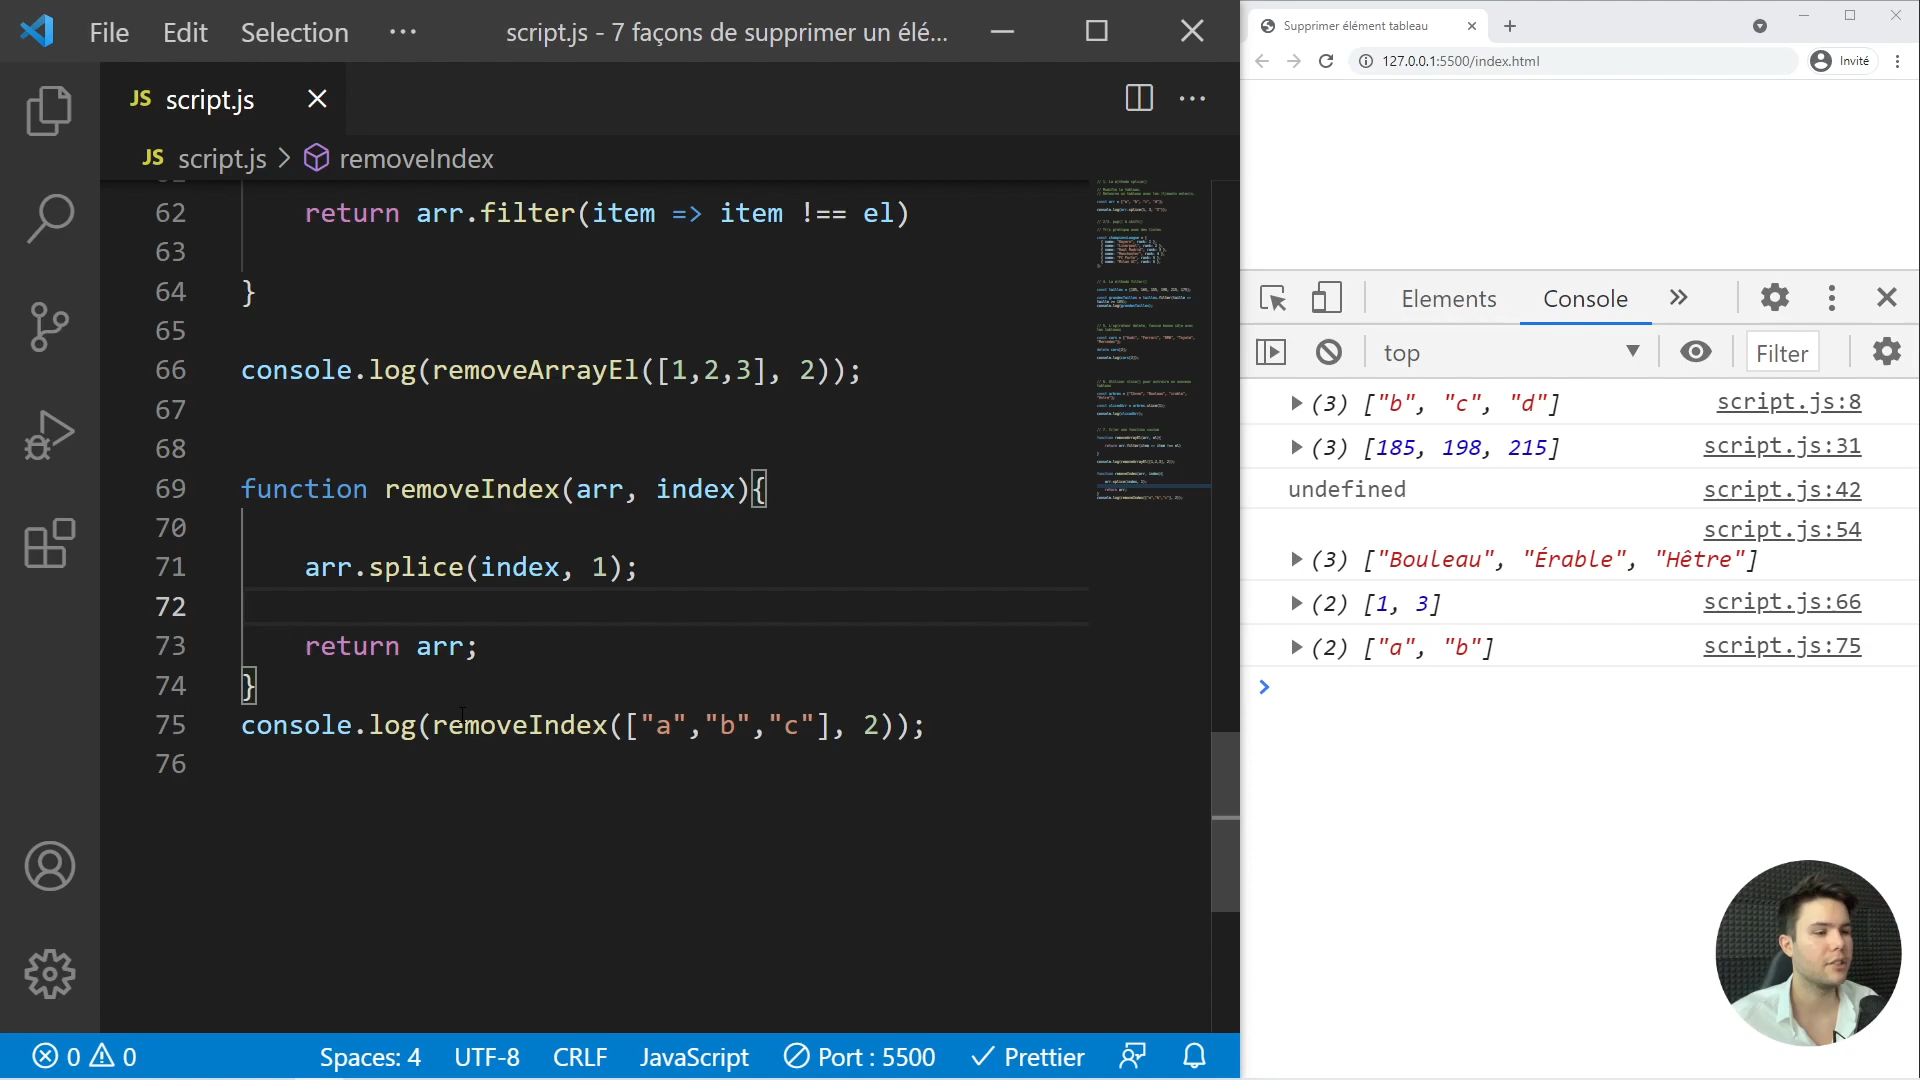 File Edit Selection ··· script.js - 7 façons de supprimer un élé...
JS script.js
JS script.js > removeIndex
62 return arr.filter(item => item !== el)
63
64 }
65
66 console.log(removeArrayEl([1,2,3], 2));
67
68
69 function removeIndex(arr, index){
70
71 arr.splice(index, 1);
72
73 return arr;
74 }
75 console.log(removeIndex(["a","b","c"], 2));
76
0 0 Spaces: 4 UTF-8 CRLF JavaScript Port : 5500 Prettier
Supprimer élément tableau
127.0.0.1:5500/index.html Invité
Elements Console »
top Filter
(3) ["b", "c", "d"] script.js:8
(3) [185, 198, 215] script.js:31
undefined script.js:42
script.js:54
(3) ["Bouleau", "Érable", "Hêtre"]
(2) [1, 3] script.js:66
(2) ["a", "b"] script.js:75
>